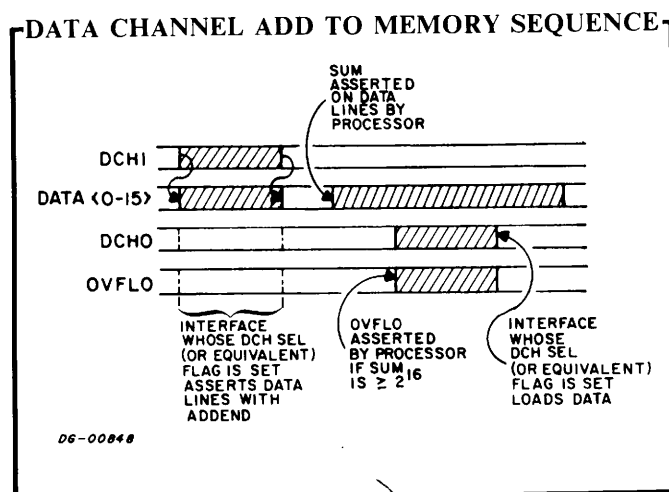 DATA CHANNEL ADD TO MEMORY SEQUENCE
SUM
ASSERTED
ON DATA
LINES BY
PROCESSOR
DCHI
DATA <0-15>
DCHO
OVFLO
INTERFACE
WHOSE DCH SEL
(OR EQUIVALENT)
FLAG IS SET
ASSERTS DATA
LINES WITH
ADDEND
OVFLO
ASSERTED
BY PROCESSOR
IF SUM
IS ≥ 2¹⁶
INTERFACE
WHOSE
DCH SEL
(OR EQUIVALENT)
FLAG IS SET
LOADS DATA
DG-00848